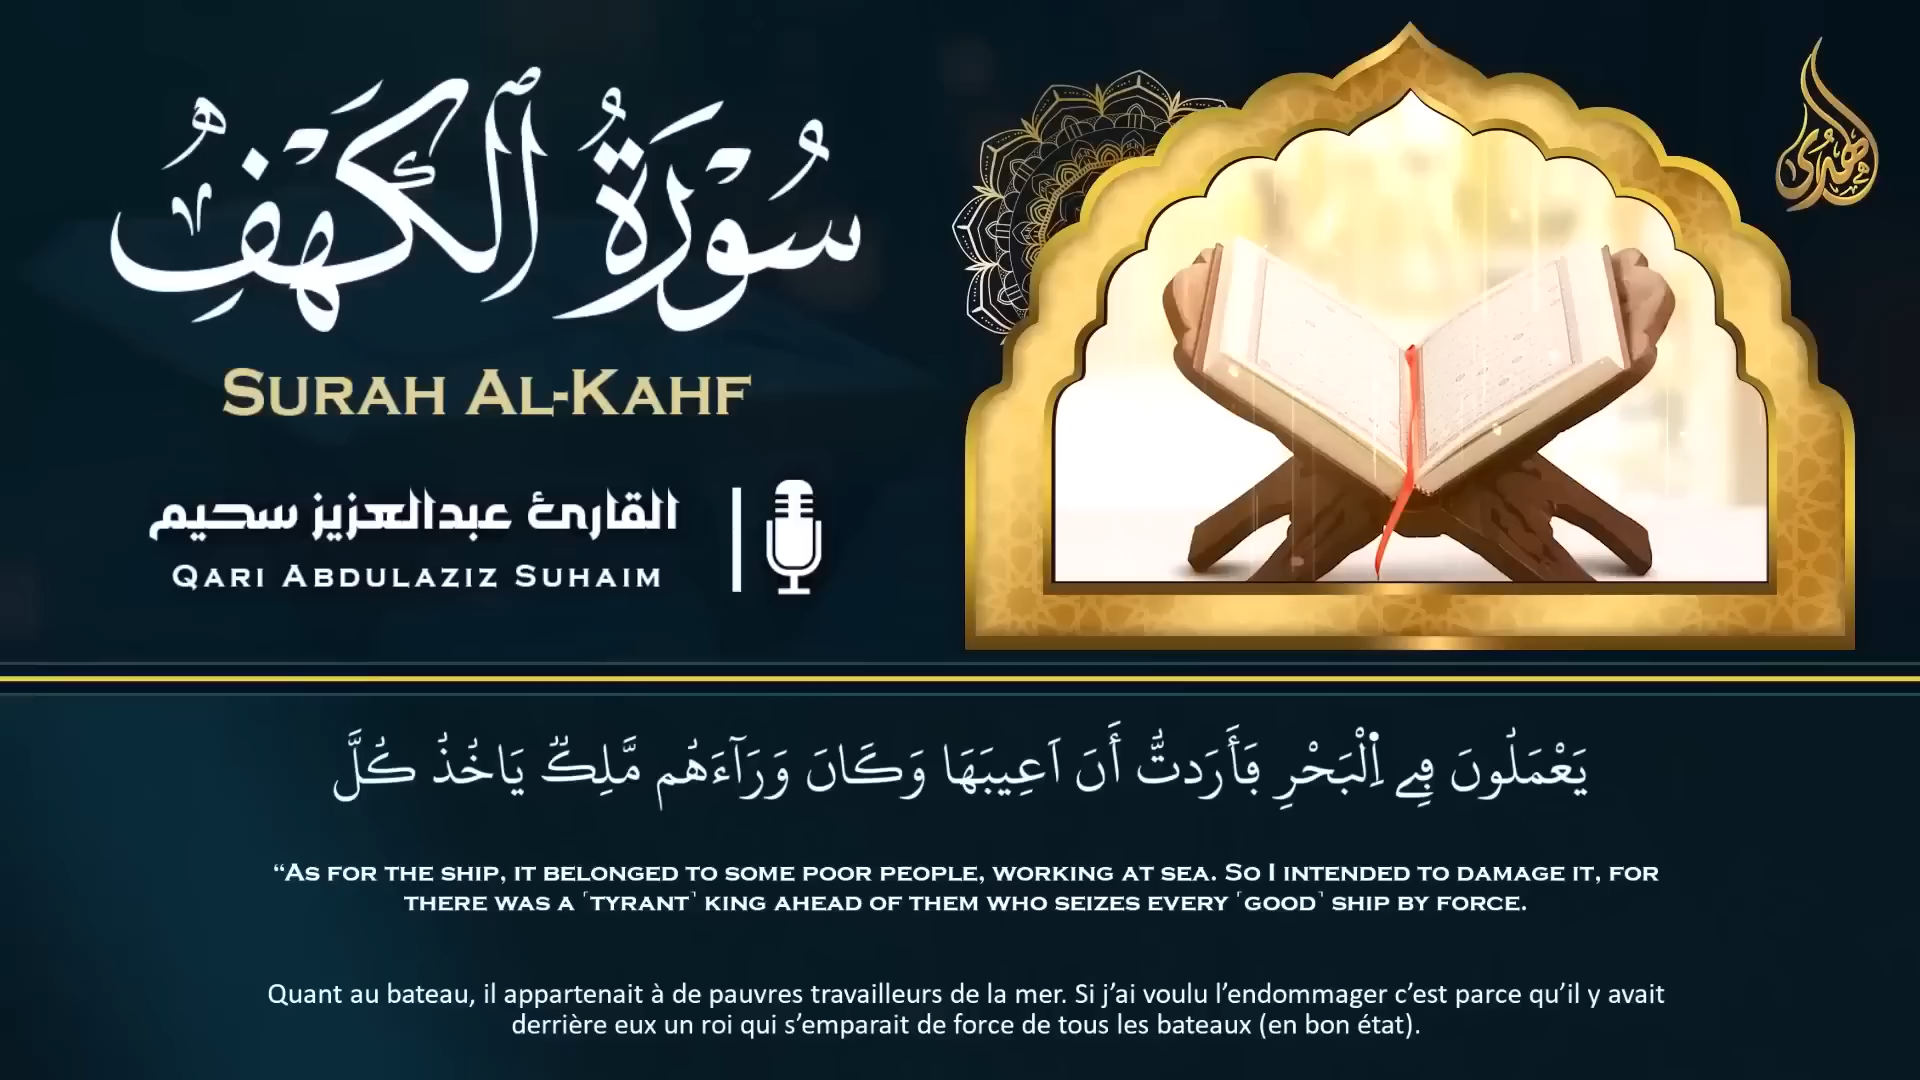 سُورَةُ ٱلْكَهْفِ
SURAH AL-KAHF
القارئ عبدالعزيز سحيم
QARI ABDULAZIZ SUHAIM
الهدى
يَعْمَلُونَ فِے اِ۬لْبَحْرِ فَأَرَدتُّ أَنَ اَعِيبَهَا وَكَانَ وَرَآءَهُم مَّلِكٞ يَاخُذُ كُلَّ
“AS FOR THE SHIP, IT BELONGED TO SOME POOR PEOPLE, WORKING AT SEA. SO I INTENDED TO DAMAGE IT, FOR
THERE WAS A ˹TYRANT˺ KING AHEAD OF THEM WHO SEIZES EVERY ˹GOOD˺ SHIP BY FORCE.
Quant au bateau, il appartenait à de pauvres travailleurs de la mer. Si j’ai voulu l’endommager c’est parce qu’il y avait
derrière eux un roi qui s’emparait de force de tous les bateaux (en bon état).